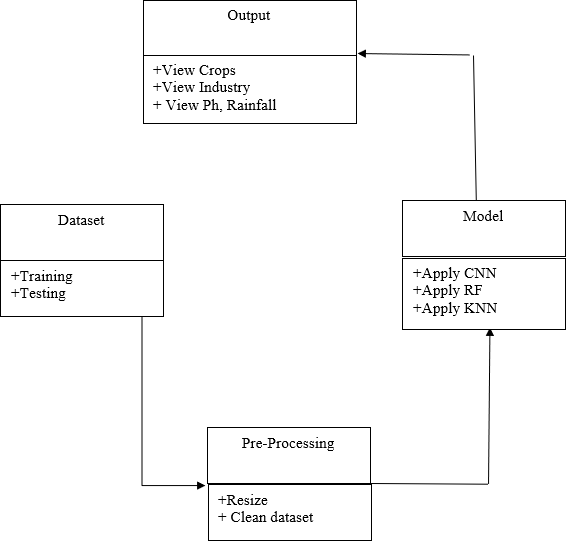 Output
+View Crops
+View Industry
+ View Ph, Rainfall
Dataset
+Training
+Testing
Model
+Apply CNN
+Apply RF
+Apply KNN
Pre-Processing
+Resize
+ Clean dataset